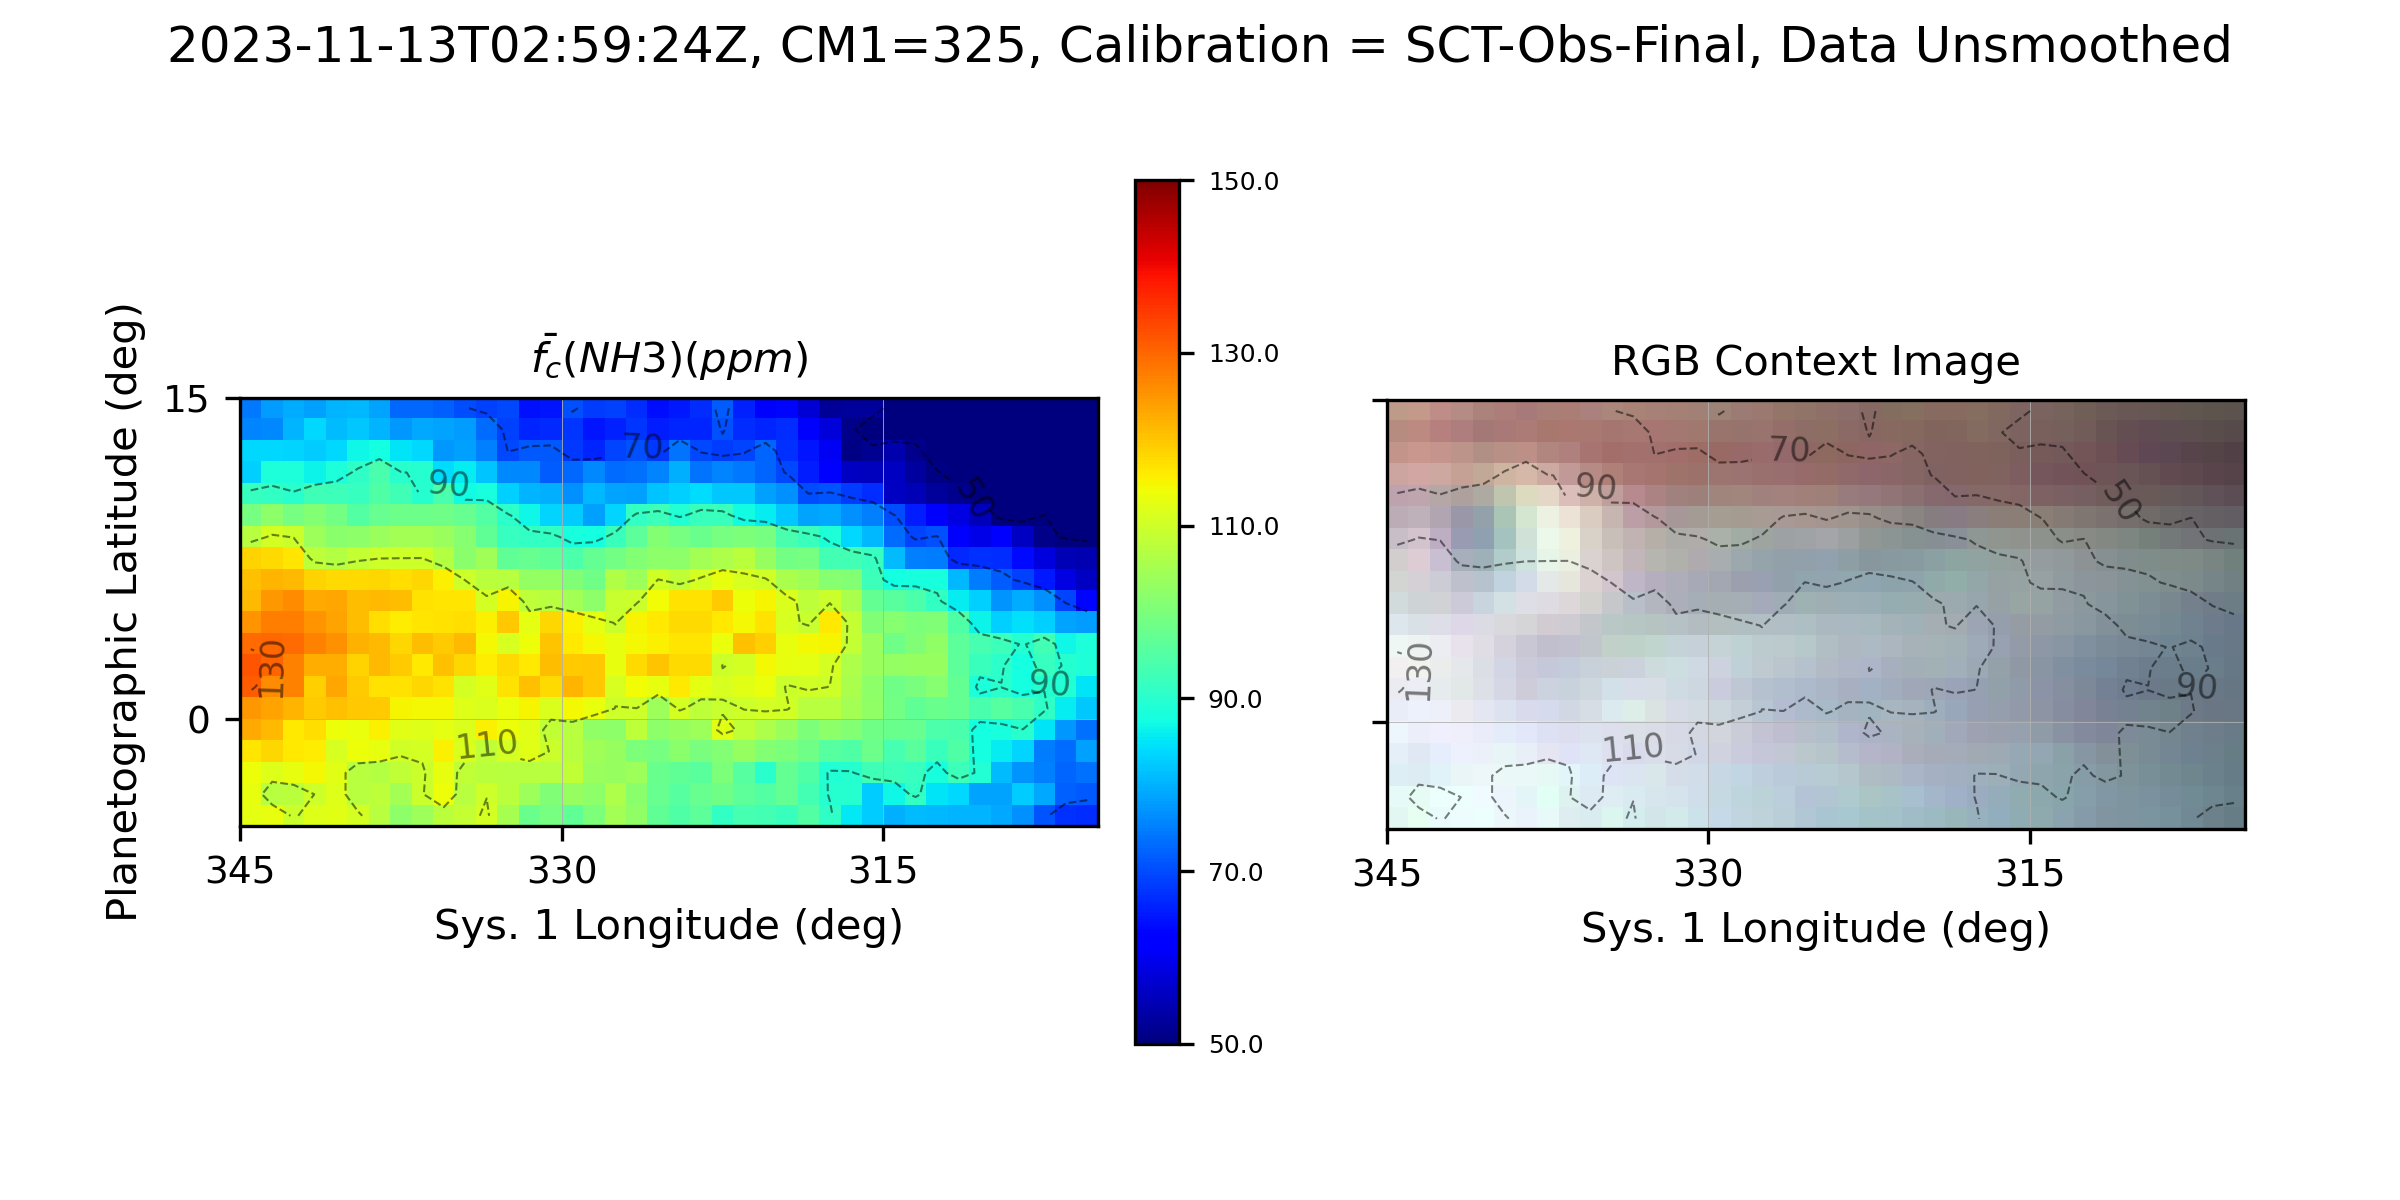 2023-11-13T02:59:24Z, CM1=325, Calibration = SCT-Obs-Final, Data Unsmoothed
f̄c(NH3)(ppm)
Planetographic Latitude (deg)
15
0
70
90
50
130
90
110
345 330 315
Sys. 1 Longitude (deg)
150.0
130.0
110.0
90.0
70.0
50.0
RGB Context Image
70
90
50
130
90
110
345 330 315
Sys. 1 Longitude (deg)